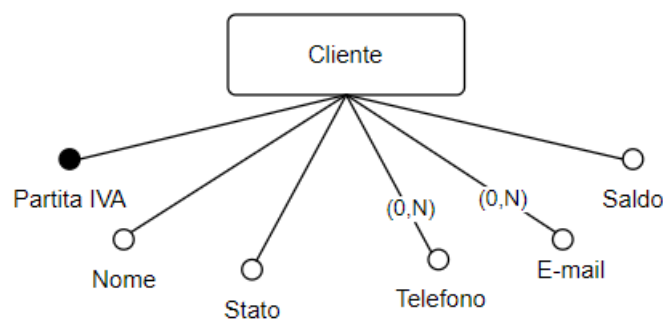 Cliente
Partita IVA
Nome
Stato
(0,N)
Telefono
(0,N)
E-mail
Saldo